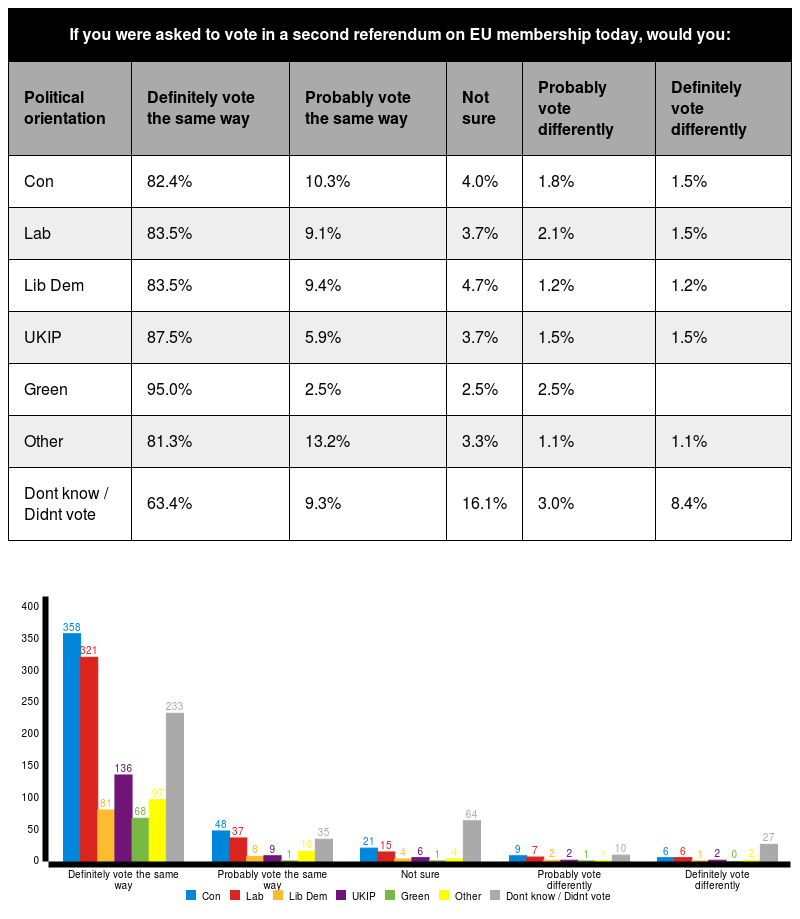 If you were asked to vote in a second referendum on EU membership today, would you:
Political orientation Definitely vote the same way Probably vote the same way Not sure Probably vote differently Definitely vote differently
Con 82.4% 10.3% 4.0% 1.8% 1.5%
Lab 83.5% 9.1% 3.7% 2.1% 1.5%
Lib Dem 83.5% 9.4% 4.7% 1.2% 1.2%
UKIP 87.5% 5.9% 3.7% 1.5% 1.5%
Green 95.0% 2.5% 2.5% 2.5%
Other 81.3% 13.2% 3.3% 1.1% 1.1%
Dont know / Didnt vote 63.4% 9.3% 16.1% 3.0% 8.4%
400
350
300
250
200
150
100
50
0
358 321 81 136 68 97 233
48 37 8 9 1 16 35
21 15 4 6 1 4 64
9 7 2 2 1 1 10
6 6 1 2 0 2 27
Definitely vote the same way
Probably vote the same way
Not sure
Probably vote differently
Definitely vote differently
Con Lab Lib Dem UKIP Green Other Dont know / Didnt vote